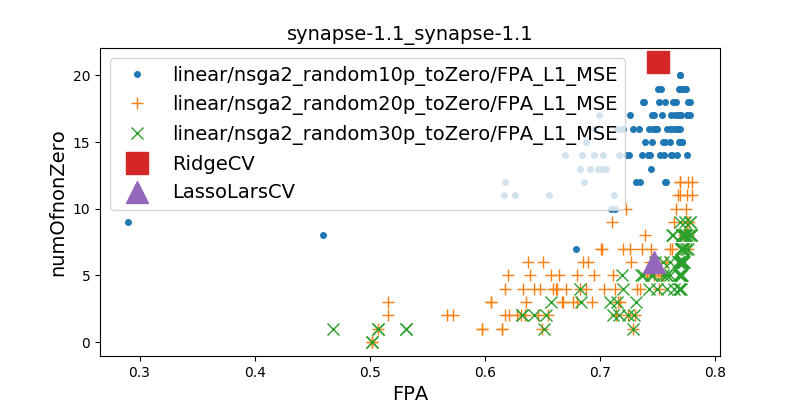 synapse-1.1_synapse-1.1
linear/nsga2_random10p_toZero/FPA_L1_MSE
linear/nsga2_random20p_toZero/FPA_L1_MSE
linear/nsga2_random30p_toZero/FPA_L1_MSE
RidgeCV
LassoLarsCV
numOfnonZero
20
15
10
5
0
0.3 0.4 0.5 0.6 0.7 0.8
FPA